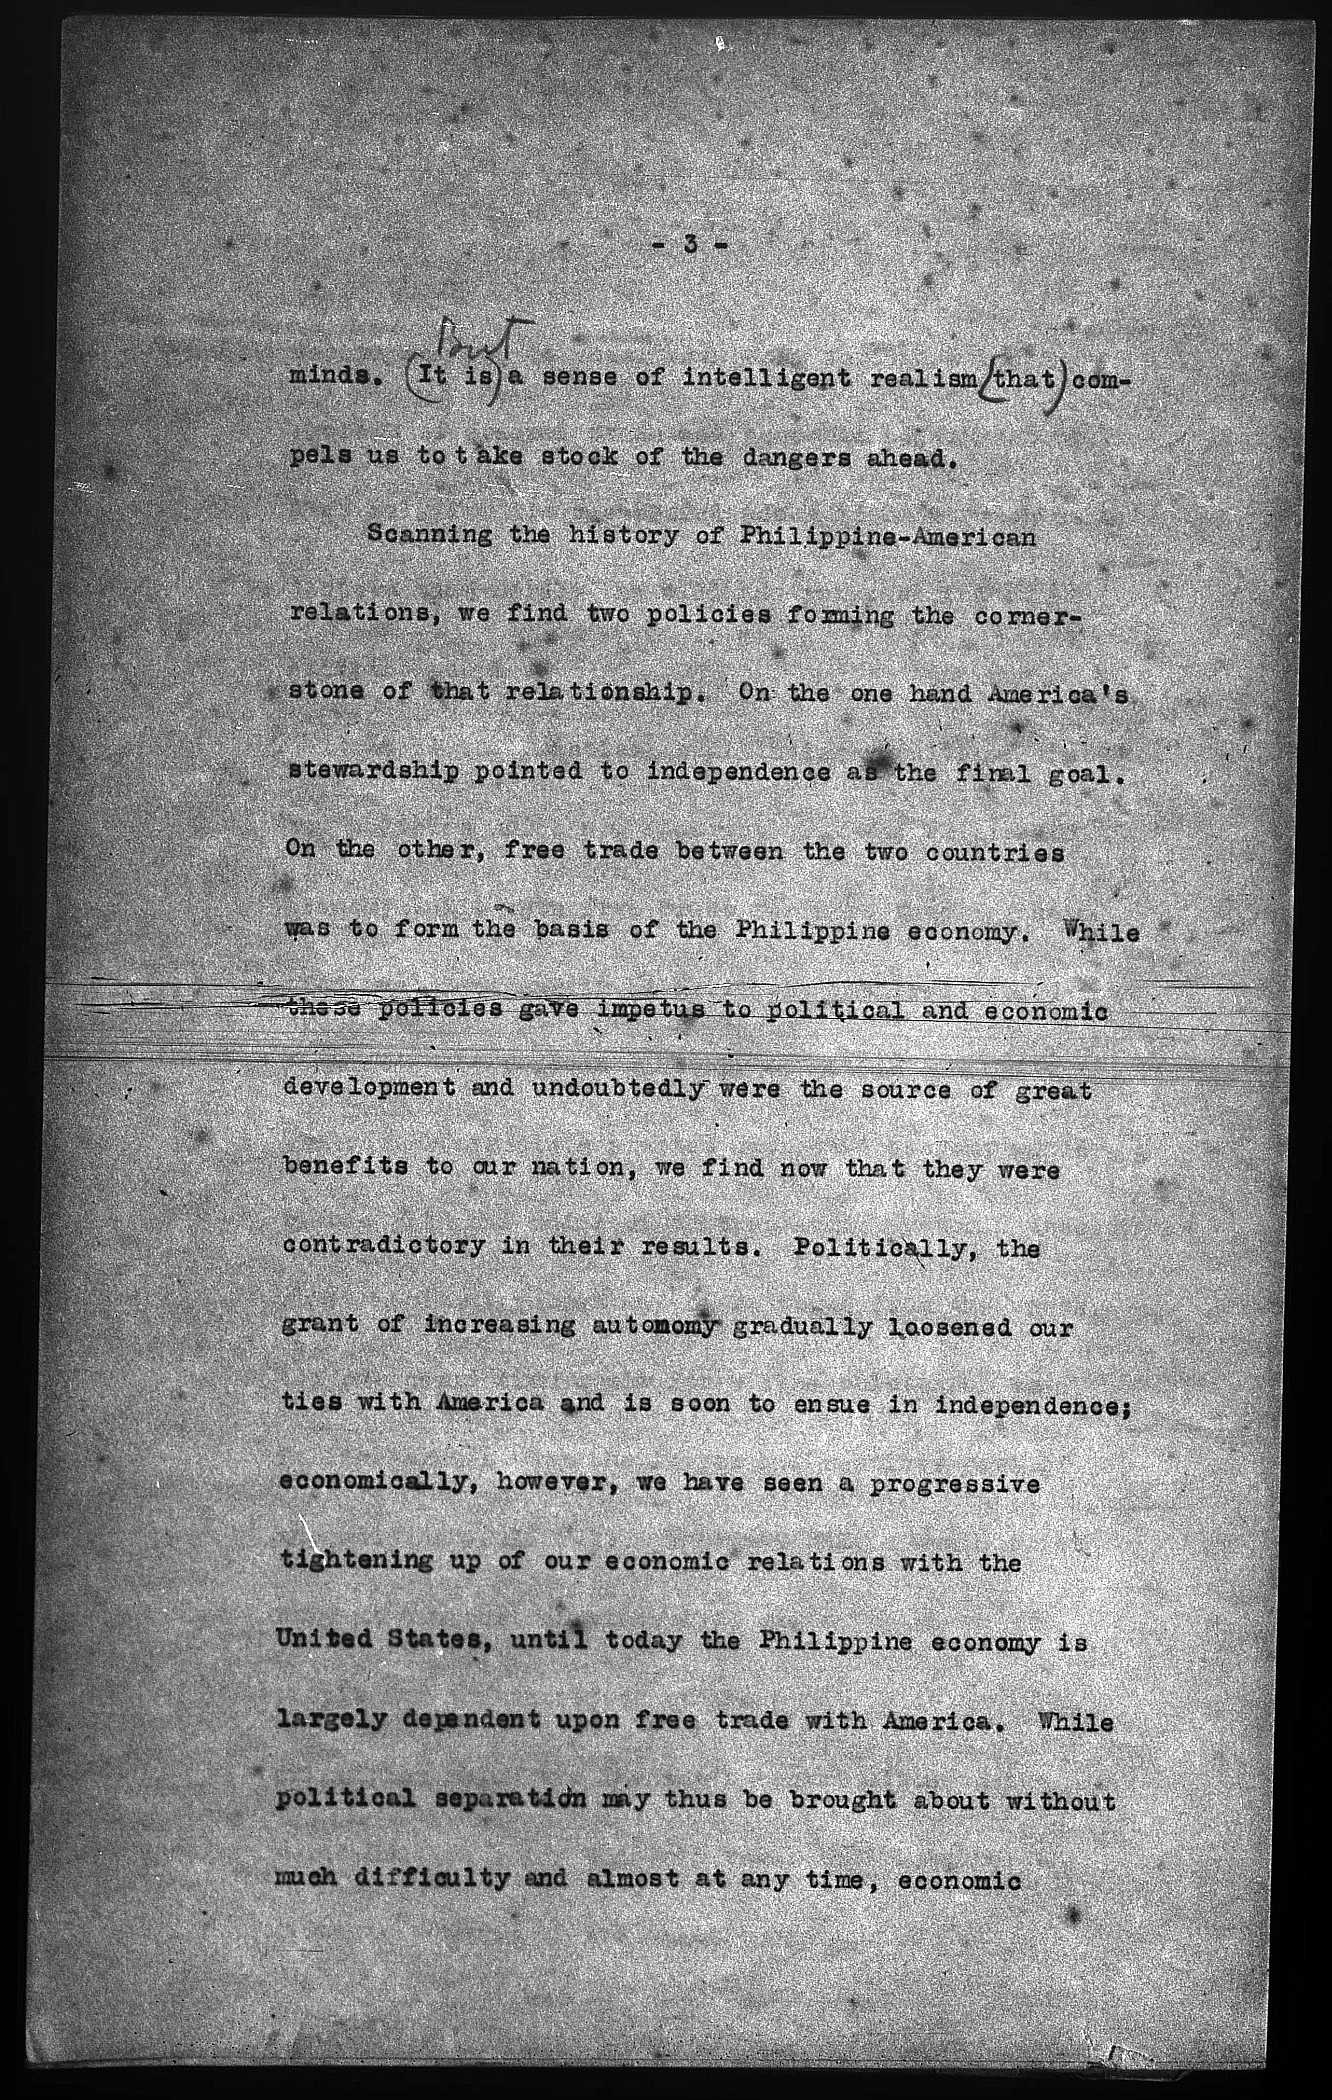 - 3 -
But
minds. (It is) a sense of intelligent realism (that) com-
pels us to take stock of the dangers ahead.
Scanning the history of Philippine-American
relations, we find two policies forming the corner-
stone of that relationship. On the one hand America's
stewardship pointed to independence as the final goal.
On the other, free trade between the two countries
was to form the basis of the Philippine economy. While
these policies gave impetus to political and economic
development and undoubtedly were the source of great
benefits to our nation, we find now that they were
contradictory in their results. Politically, the
grant of increasing autonomy gradually loosened our
ties with America and is soon to ensue in independence;
economically, however, we have seen a progressive
tightening up of our economic relations with the
United States, until today the Philippine economy is
largely dependent upon free trade with America. While
political separation may thus be brought about without
much difficulty and almost at any time, economic